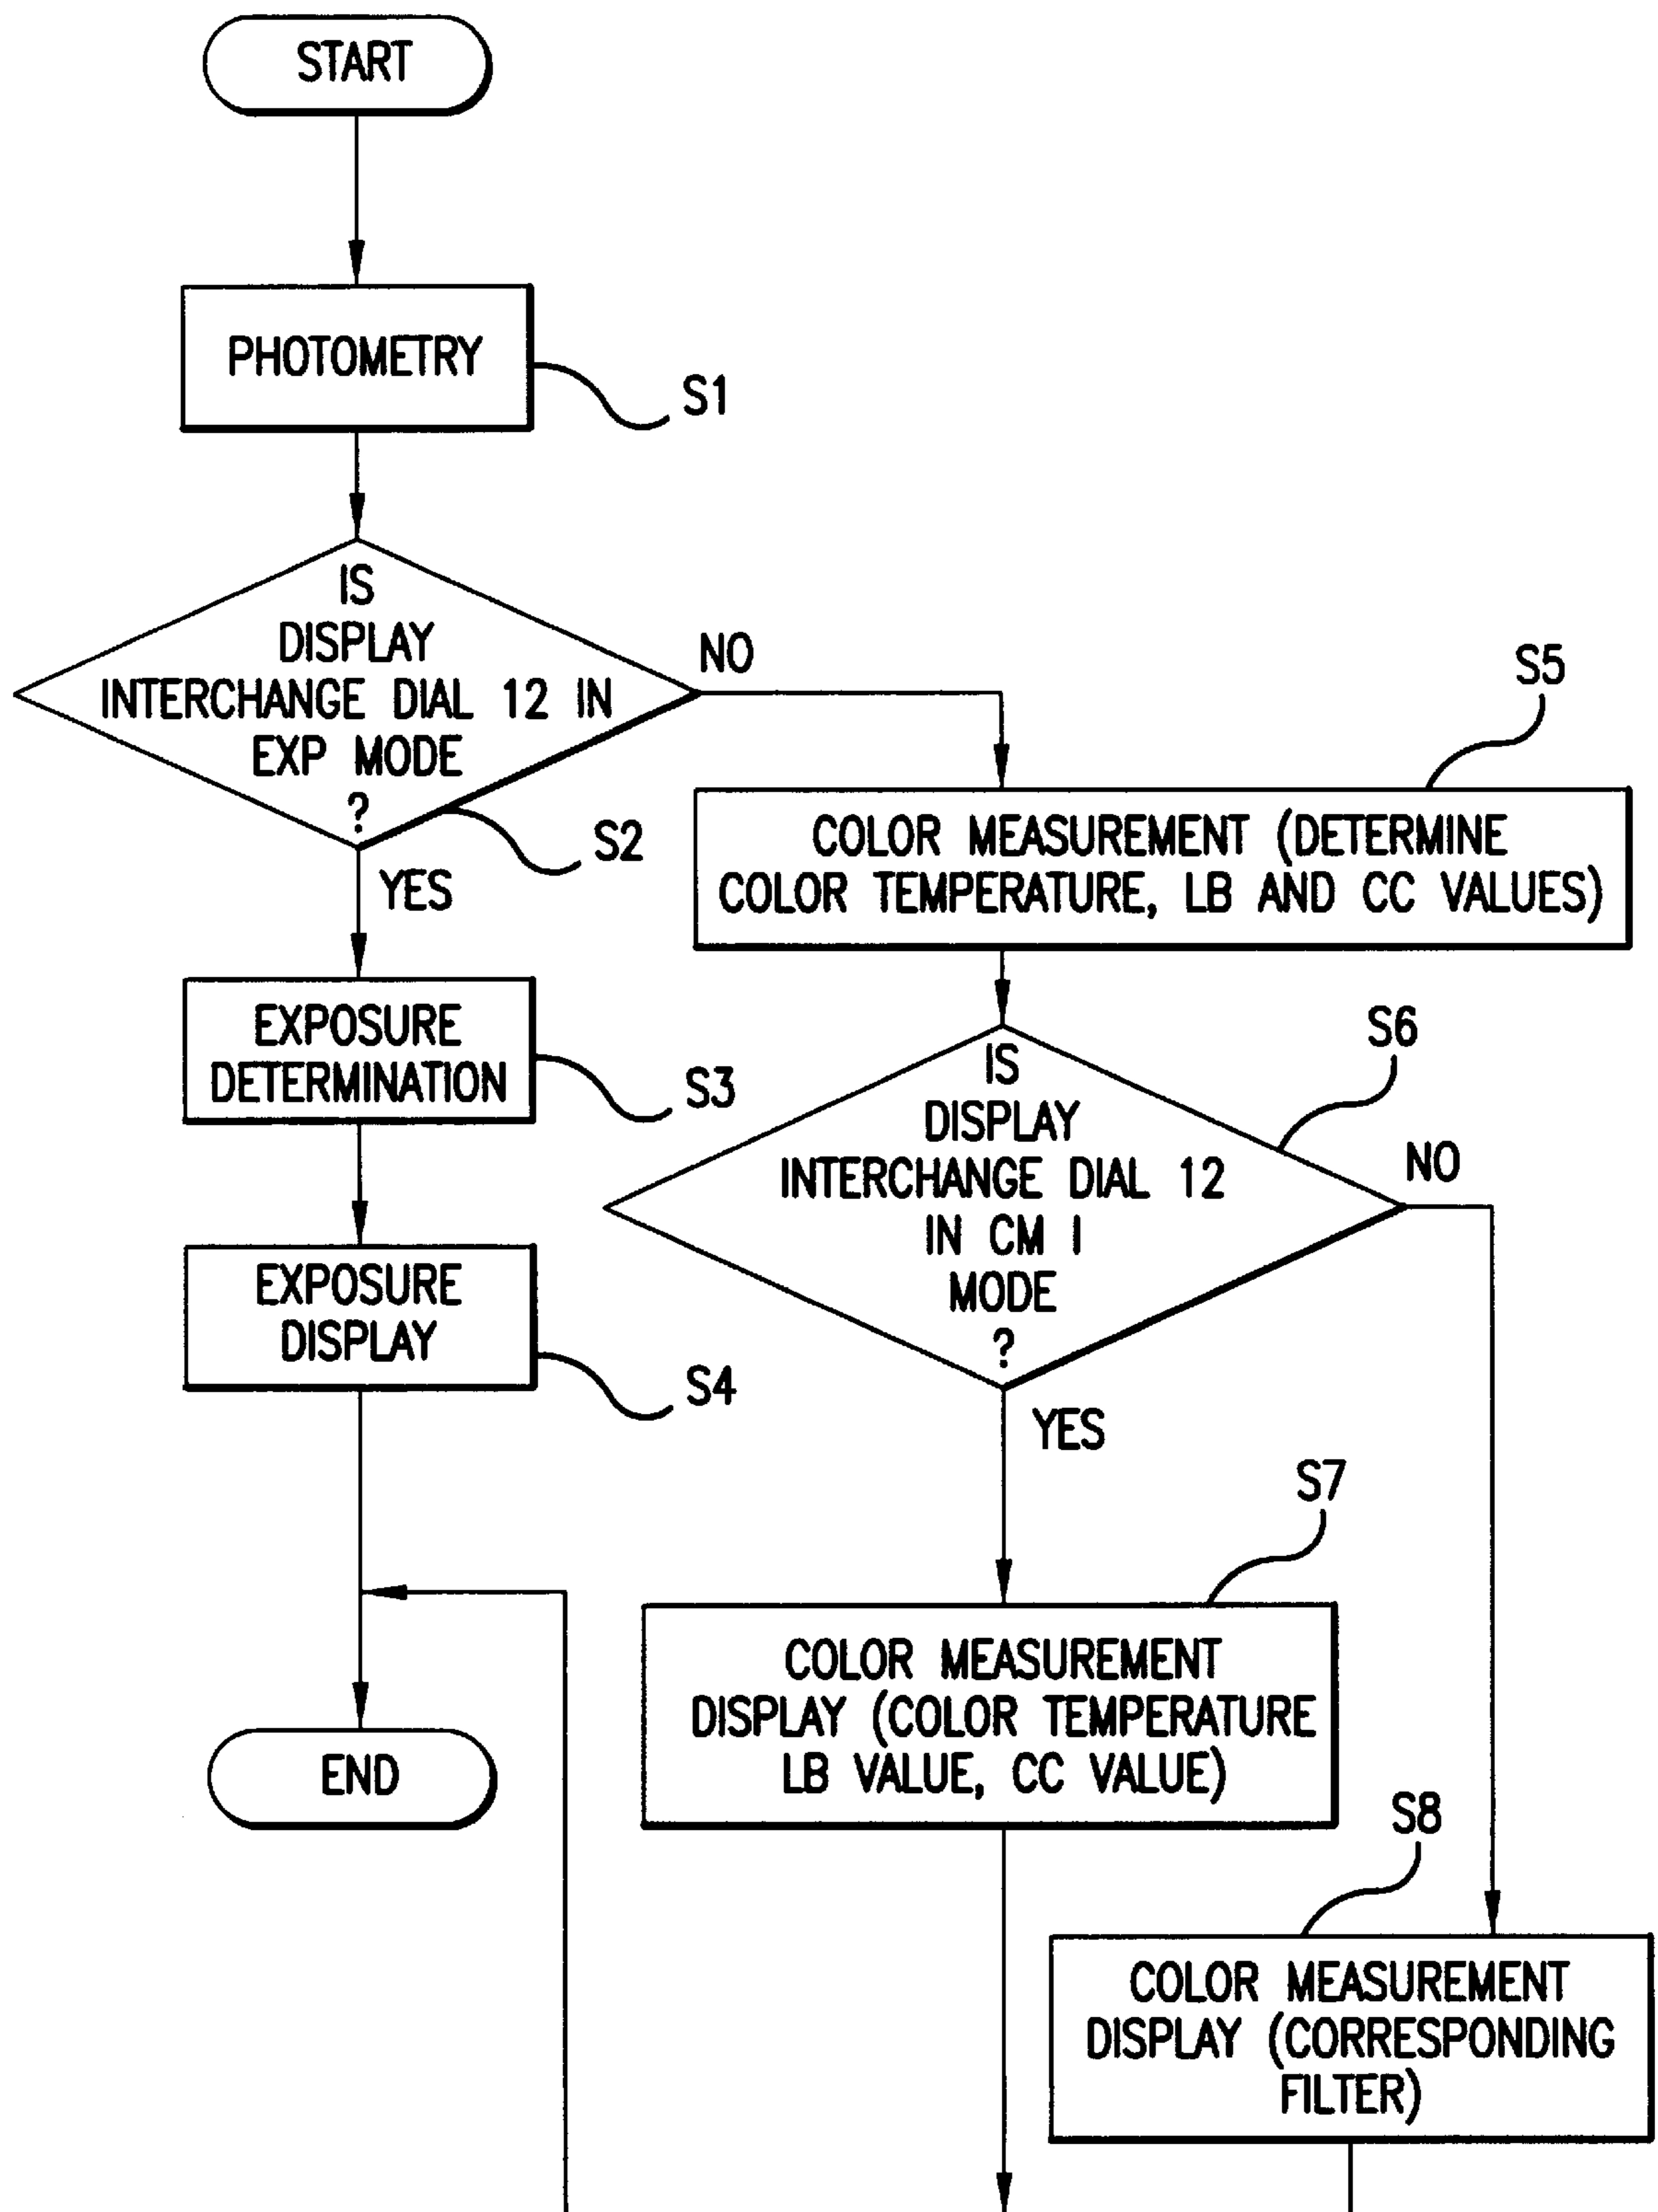 START
PHOTOMETRY
S1
IS
DISPLAY
INTERCHANGE DIAL 12 IN
EXP MODE
?
S2
NO
YES
EXPOSURE
DETERMINATION
S3
EXPOSURE
DISPLAY
S4
END
S5
COLOR MEASUREMENT (DETERMINE
COLOR TEMPERATURE, LB AND CC VALUES)
S6
IS
DISPLAY
INTERCHANGE DIAL 12
IN CM I
MODE
?
NO
YES
S7
COLOR MEASUREMENT
DISPLAY (COLOR TEMPERATURE
LB VALUE, CC VALUE)
S8
COLOR MEASUREMENT
DISPLAY (CORRESPONDING
FILTER)